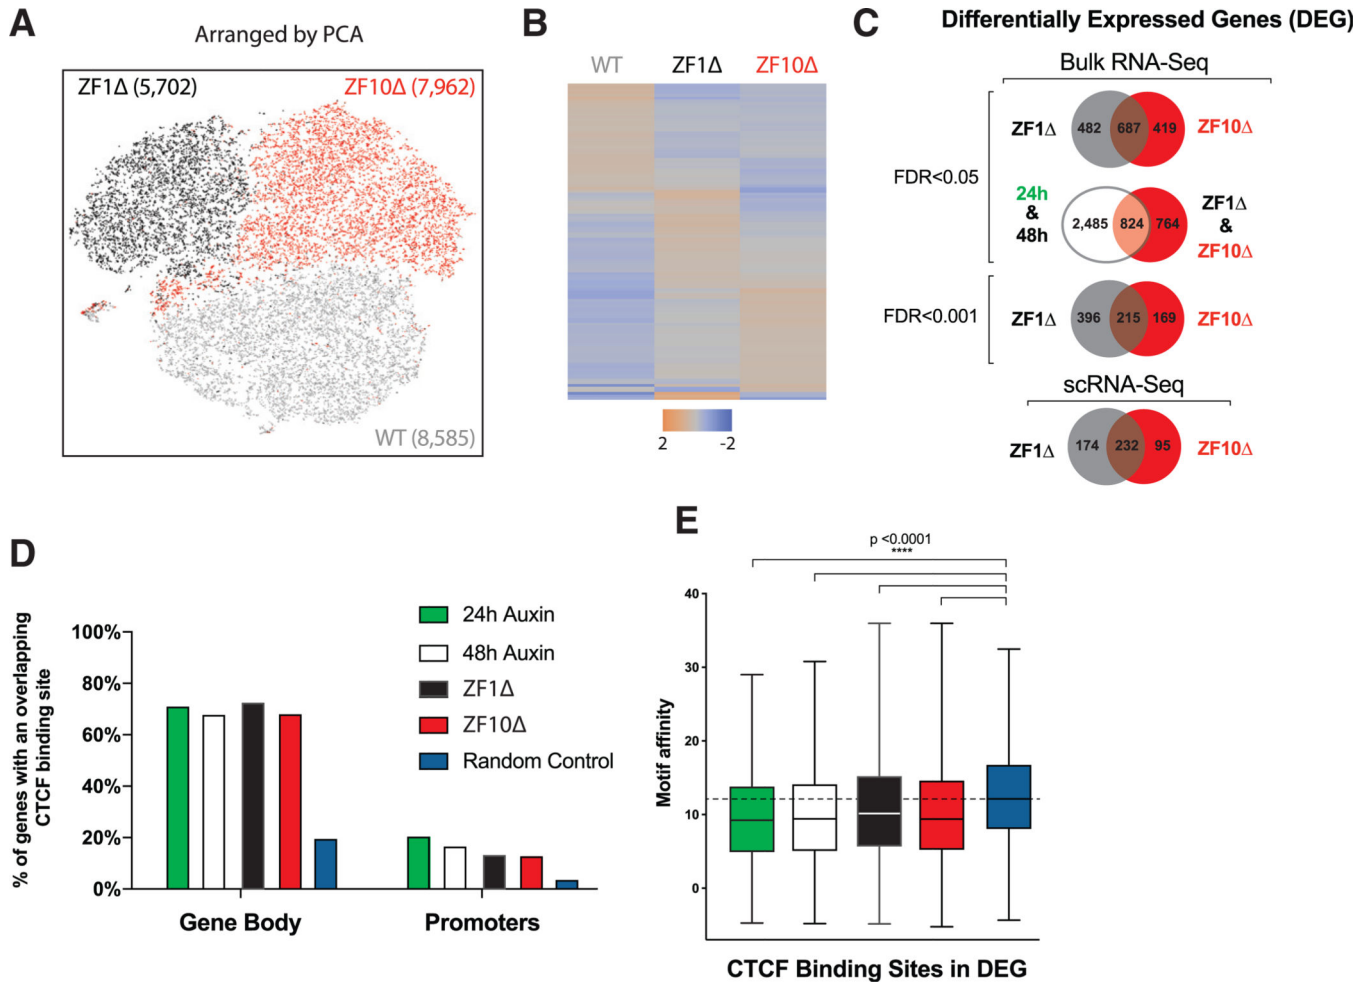 A
Arranged by PCA
ZF1Δ (5,702)
ZF10Δ (7,962)
WT (8,585)
B
WT
ZF1Δ
ZF10Δ
2
-2
C
Differentially Expressed Genes (DEG)
Bulk RNA-Seq
FDR<0.05
ZF1Δ
482
687
419
ZF10Δ
24h
&
48h
2,485
824
764
ZF1Δ
&
ZF10Δ
FDR<0.001
ZF1Δ
396
215
169
ZF10Δ
scRNA-Seq
ZF1Δ
174
232
95
ZF10Δ
D
% of genes with an overlapping
CTCF binding site
100%
80%
60%
40%
20%
0%
Gene Body
Promoters
24h Auxin
48h Auxin
ZF1Δ
ZF10Δ
Random Control
E
p <0.0001
****
Motif affinity
40
30
20
10
0
CTCF Binding Sites in DEG